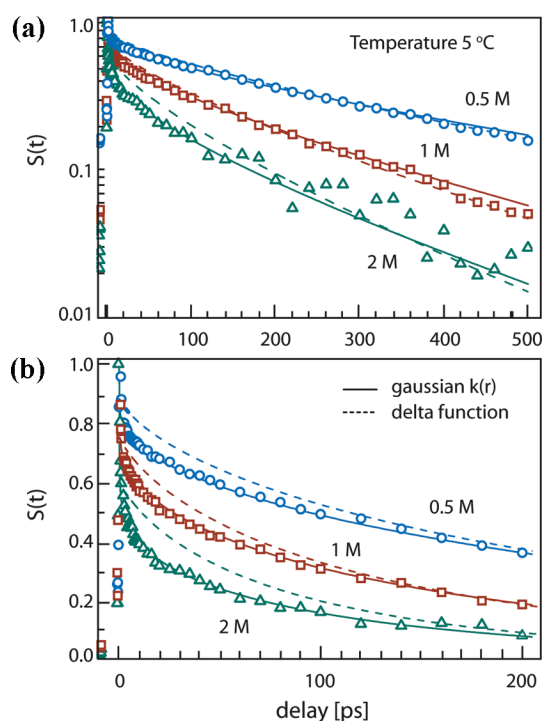 (a)
1.0
Temperature 5 °C
0.5 M
S(t)
0.1
1 M
2 M
0.01
0 100 200 300 400 500
(b)
1.0
gaussian k(r)
delta function
0.8
0.6
S(t)
0.5 M
0.4
1 M
0.2
2 M
0.0
0 100 200
delay [ps]